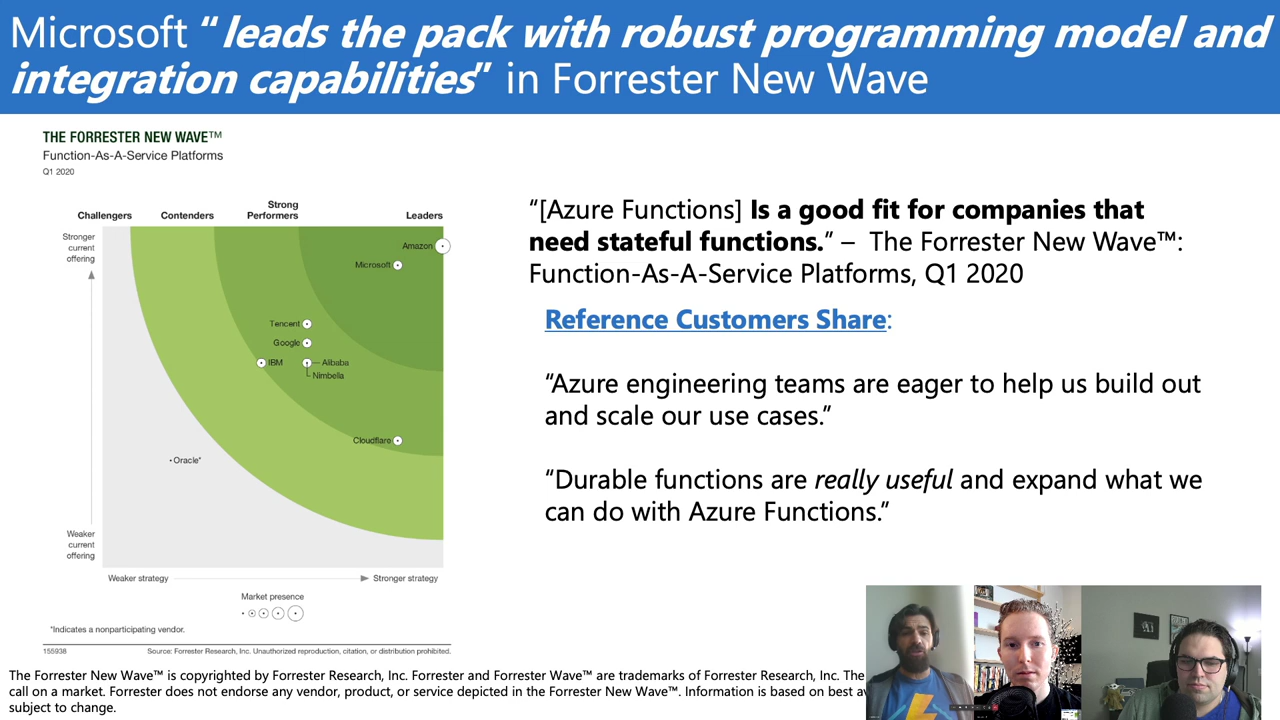 Microsoft “leads the pack with robust programming model and
integration capabilities” in Forrester New Wave
THE FORRESTER NEW WAVE™
Function-As-A-Service Platforms
Q1 2020
Challengers
Contenders
Strong
Performers
Leaders
Stronger
current
offering
Amazon
Microsoft
Tencent
Google
IBM
Alibaba
Nimbella
Cloudflare
Oracle*
Weaker
current
offering
Weaker strategy
Stronger strategy
Market presence
*Indicates a nonparticipating vendor.
155938
Source: Forrester Research, Inc. Unauthorized reproduction, citation, or distribution prohibited.
“[Azure Functions] Is a good fit for companies that
need stateful functions.” – The Forrester New Wave™:
Function-As-A-Service Platforms, Q1 2020
Reference Customers Share:
“Azure engineering teams are eager to help us build out
and scale our use cases.”
“Durable functions are really useful and expand what we
can do with Azure Functions.”
The Forrester New Wave™ is copyrighted by Forrester Research, Inc. Forrester and Forrester Wave™ are trademarks of Forrester Research, Inc. The
call on a market. Forrester does not endorse any vendor, product, or service depicted in the Forrester New Wave™. Information is based on best
subject to change.